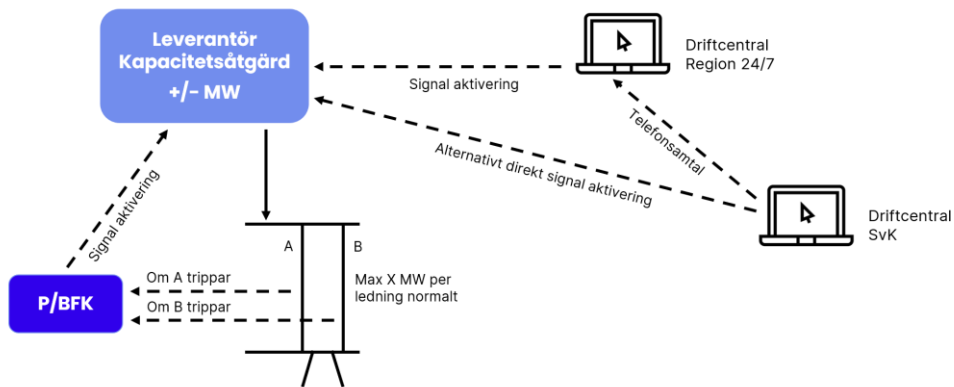 Leverantör
Kapacitetsåtgärd
+/- MW
Driftcentral
Region 24/7
Signal aktivering
Telefonsamtal
Alternativt direkt signal aktivering
Signal aktivering
Driftcentral
SvK
A
B
P/BFK
Om A trippar
Om B trippar
Max X MW per
ledning normalt